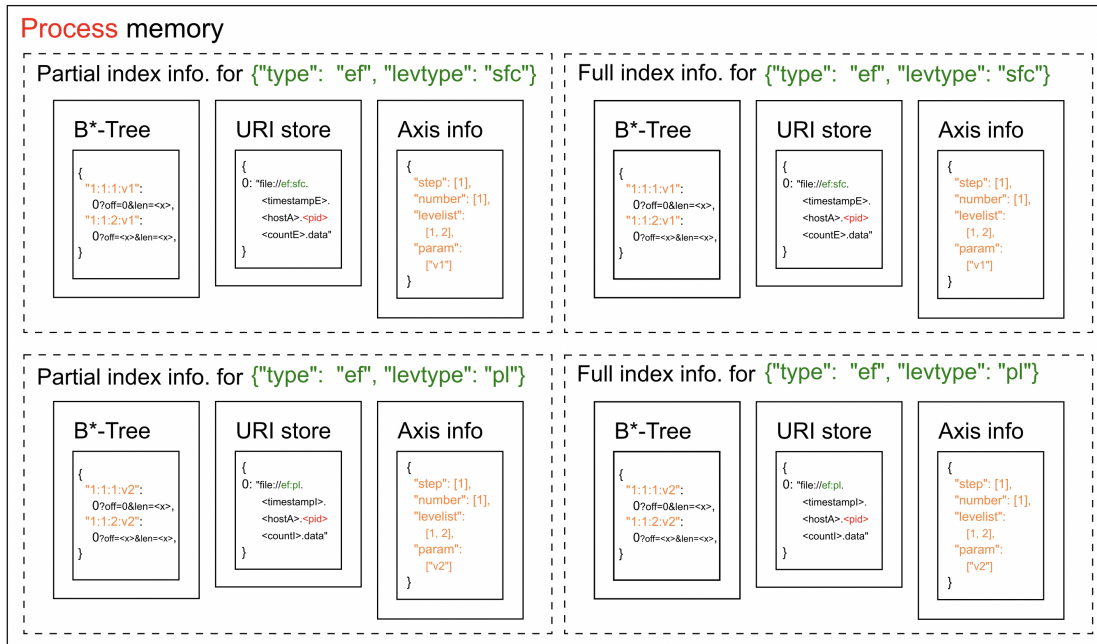 Process memory
Partial index info. for {"type": "ef", "levtype": "sfc"}
B*-Tree
{
"1:1:1:v1":
0?off=0&len=<x>,
"1:1:2:v1":
0?off=<x>&len=<x>,
}
URI store
{
0: "file://ef:sfc.
<timestampE>.
<hostA>.<pid>
<countE>.data"
}
Axis info
{
"step": [1],
"number": [1],
"levelist":
[1, 2],
"param":
["v1"]
}
Full index info. for {"type": "ef", "levtype": "sfc"}
B*-Tree
{
"1:1:1:v1":
0?off=0&len=<x>,
"1:1:2:v1":
0?off=<x>&len=<x>,
}
URI store
{
0: "file://ef:sfc.
<timestampE>.
<hostA>.<pid>
<countE>.data"
}
Axis info
{
"step": [1],
"number": [1],
"levelist":
[1, 2],
"param":
["v1"]
}
Partial index info. for {"type": "ef", "levtype": "pl"}
B*-Tree
{
"1:1:1:v2":
0?off=0&len=<x>,
"1:1:2:v2":
0?off=<x>&len=<x>,
}
URI store
{
0: "file://ef:pl.
<timestampI>.
<hostA>.<pid>
<countI>.data"
}
Axis info
{
"step": [1],
"number": [1],
"levelist":
[1, 2],
"param":
["v2"]
}
Full index info. for {"type": "ef", "levtype": "pl"}
B*-Tree
{
"1:1:1:v2":
0?off=0&len=<x>,
"1:1:2:v2":
0?off=<x>&len=<x>,
}
URI store
{
0: "file://ef:pl.
<timestampI>.
<hostA>.<pid>
<countI>.data"
}
Axis info
{
"step": [1],
"number": [1],
"levelist":
[1, 2],
"param":
["v2"]
}